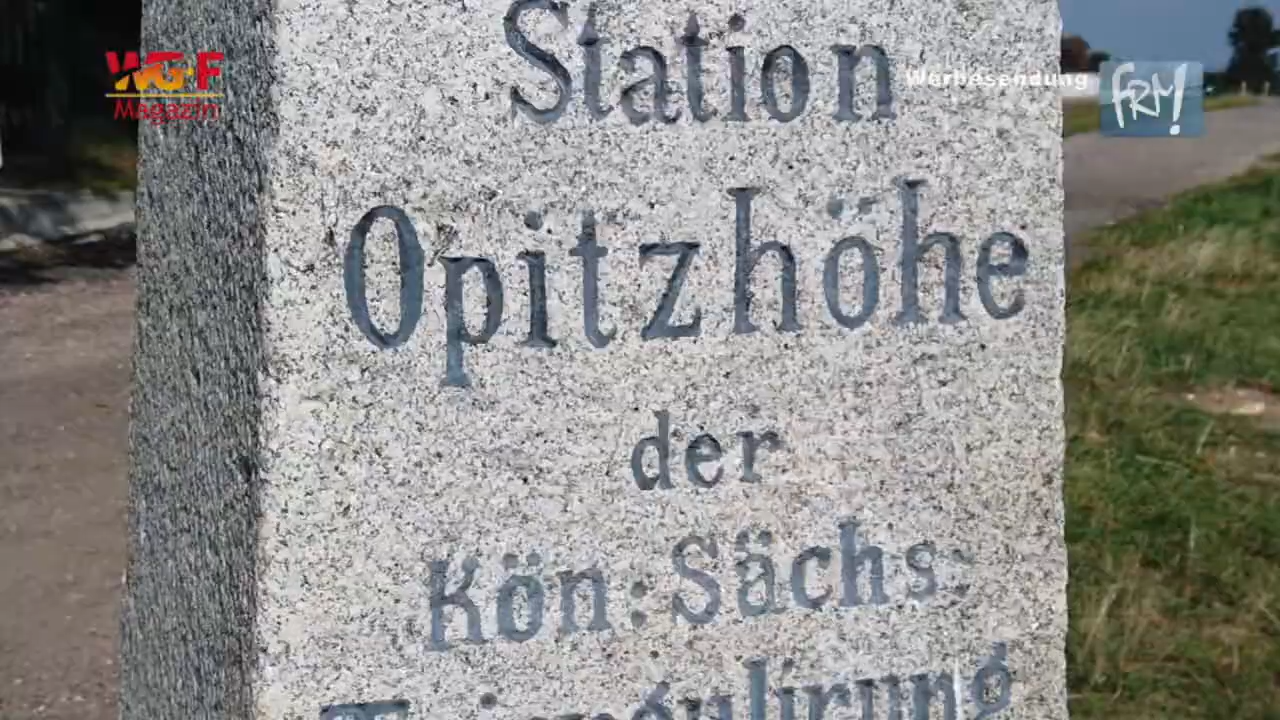 WGF
Magazin
Werbesendung
FRM!
Station
Opitzhöhe
der
Kön: Sächs: